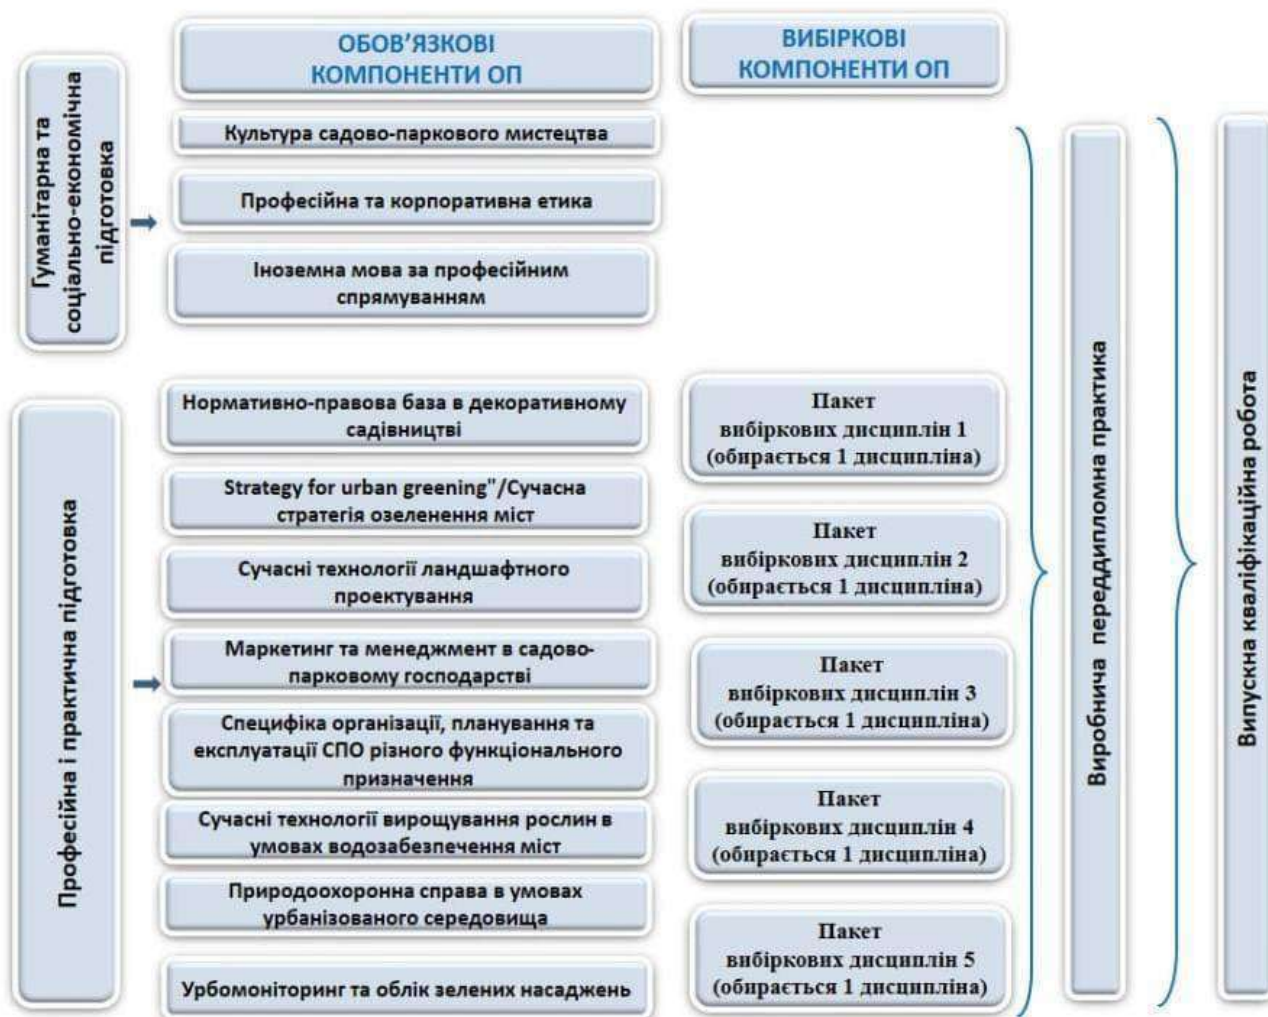 ОБОВ’ЯЗКОВІ
КОМПОНЕНТИ ОП
ВИБІРКОВІ
КОМПОНЕНТИ ОП
Гуманітарна та
соціально-економічна
підготовка
Культура садово-паркового мистецтва
Професійна та корпоративна етика
Іноземна мова за професійним
спрямуванням
Професійна і практична підготовка
Нормативно-правова база в декоративному
садівництві
Strategy for urban greening"/Сучасна
стратегія озеленення міст
Сучасні технології ландшафтного
проектування
Маркетинг та менеджмент в садово-
парковому господарстві
Специфіка організації, планування та
експлуатації СПО різного функціонального
призначення
Сучасні технології вирощування рослин в
умовах водозабезпечення міст
Природоохоронна справа в умовах
урбанізованого середовища
Урбомоніторинг та облік зелених насаджень
Пакет
вибіркових дисциплін 1
(обирається 1 дисципліна)
Пакет
вибіркових дисциплін 2
(обирається 1 дисципліна)
Пакет
вибіркових дисциплін 3
(обирається 1 дисципліна)
Пакет
вибіркових дисциплін 4
(обирається 1 дисципліна)
Пакет
вибіркових дисциплін 5
(обирається 1 дисципліна)
Виробнича переддипломна практика
Випускна кваліфікаційна робота